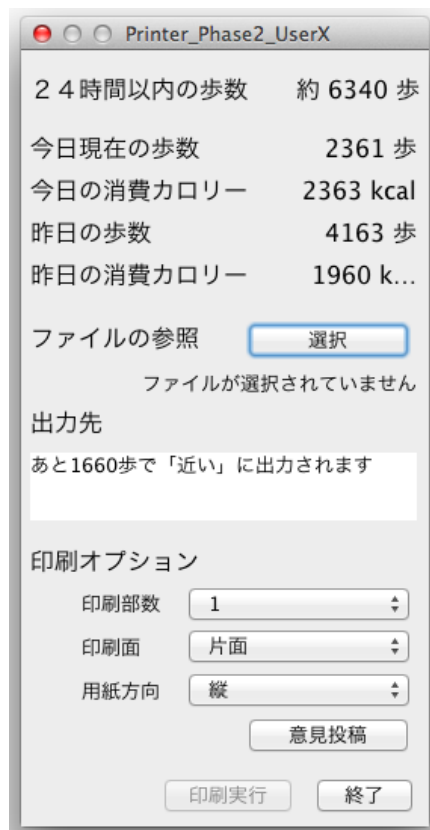 Printer_Phase2_UserX
24時間以内の歩数 約 6340 歩
今日現在の歩数 2361 歩
今日の消費カロリー 2363 kcal
昨日の歩数 4163 歩
昨日の消費カロリー 1960 k...
ファイルの参照 選択
ファイルが選択されていません
出力先
あと1660歩で「近い」に出力されます
印刷オプション
印刷部数 1
印刷面 片面
用紙方向 縦
意見投稿
印刷実行 終了